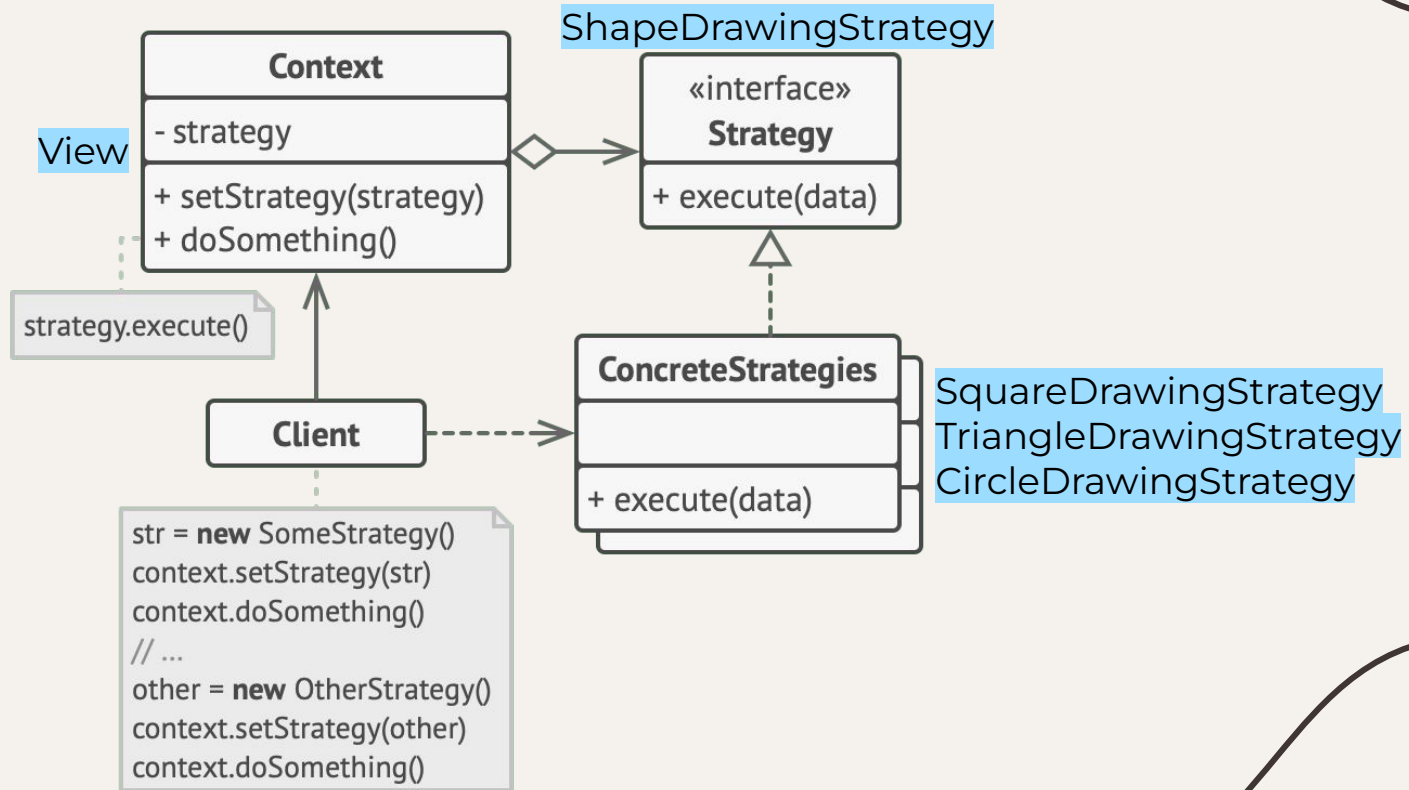 ShapeDrawingStrategy
Context
- strategy
+ setStrategy(strategy)
+ doSomething()
View
«interface»
Strategy
+ execute(data)
strategy.execute()
Client
ConcreteStrategies
+ execute(data)
SquareDrawingStrategy
TriangleDrawingStrategy
CircleDrawingStrategy
str = new SomeStrategy()
context.setStrategy(str)
context.doSomething()
// ...
other = new OtherStrategy()
context.setStrategy(other)
context.doSomething()